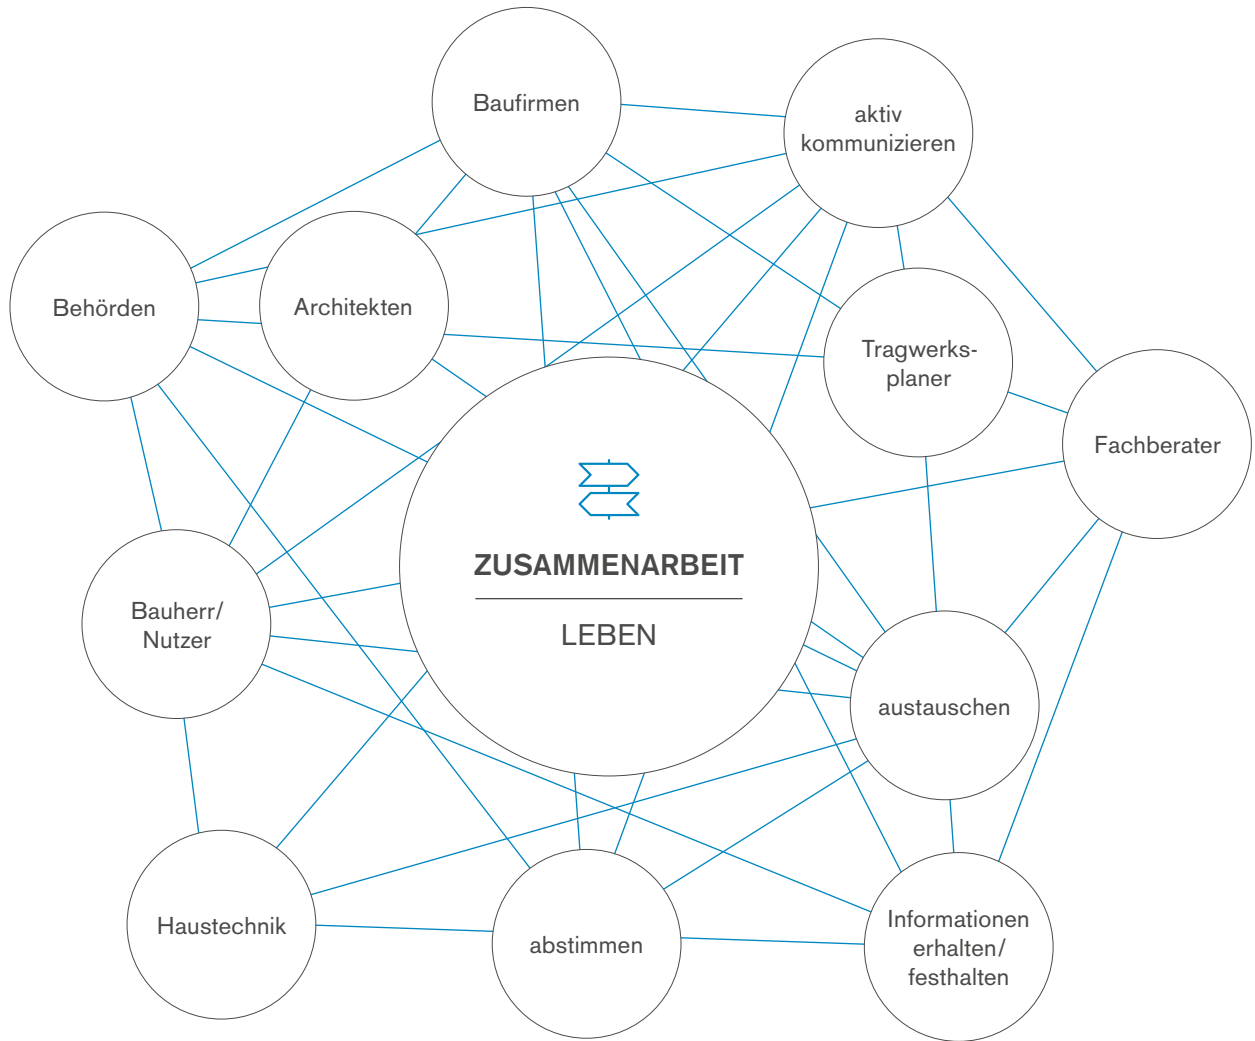 Baufirmen
aktiv
kommunizieren
Behörden
Architekten
Tragwerks-
planer
Fachberater
ZUSAMMENARBEIT
LEBEN
Bauherr/
Nutzer
austauschen
Haustechnik
abstimmen
Informationen
erhalten/
festhalten